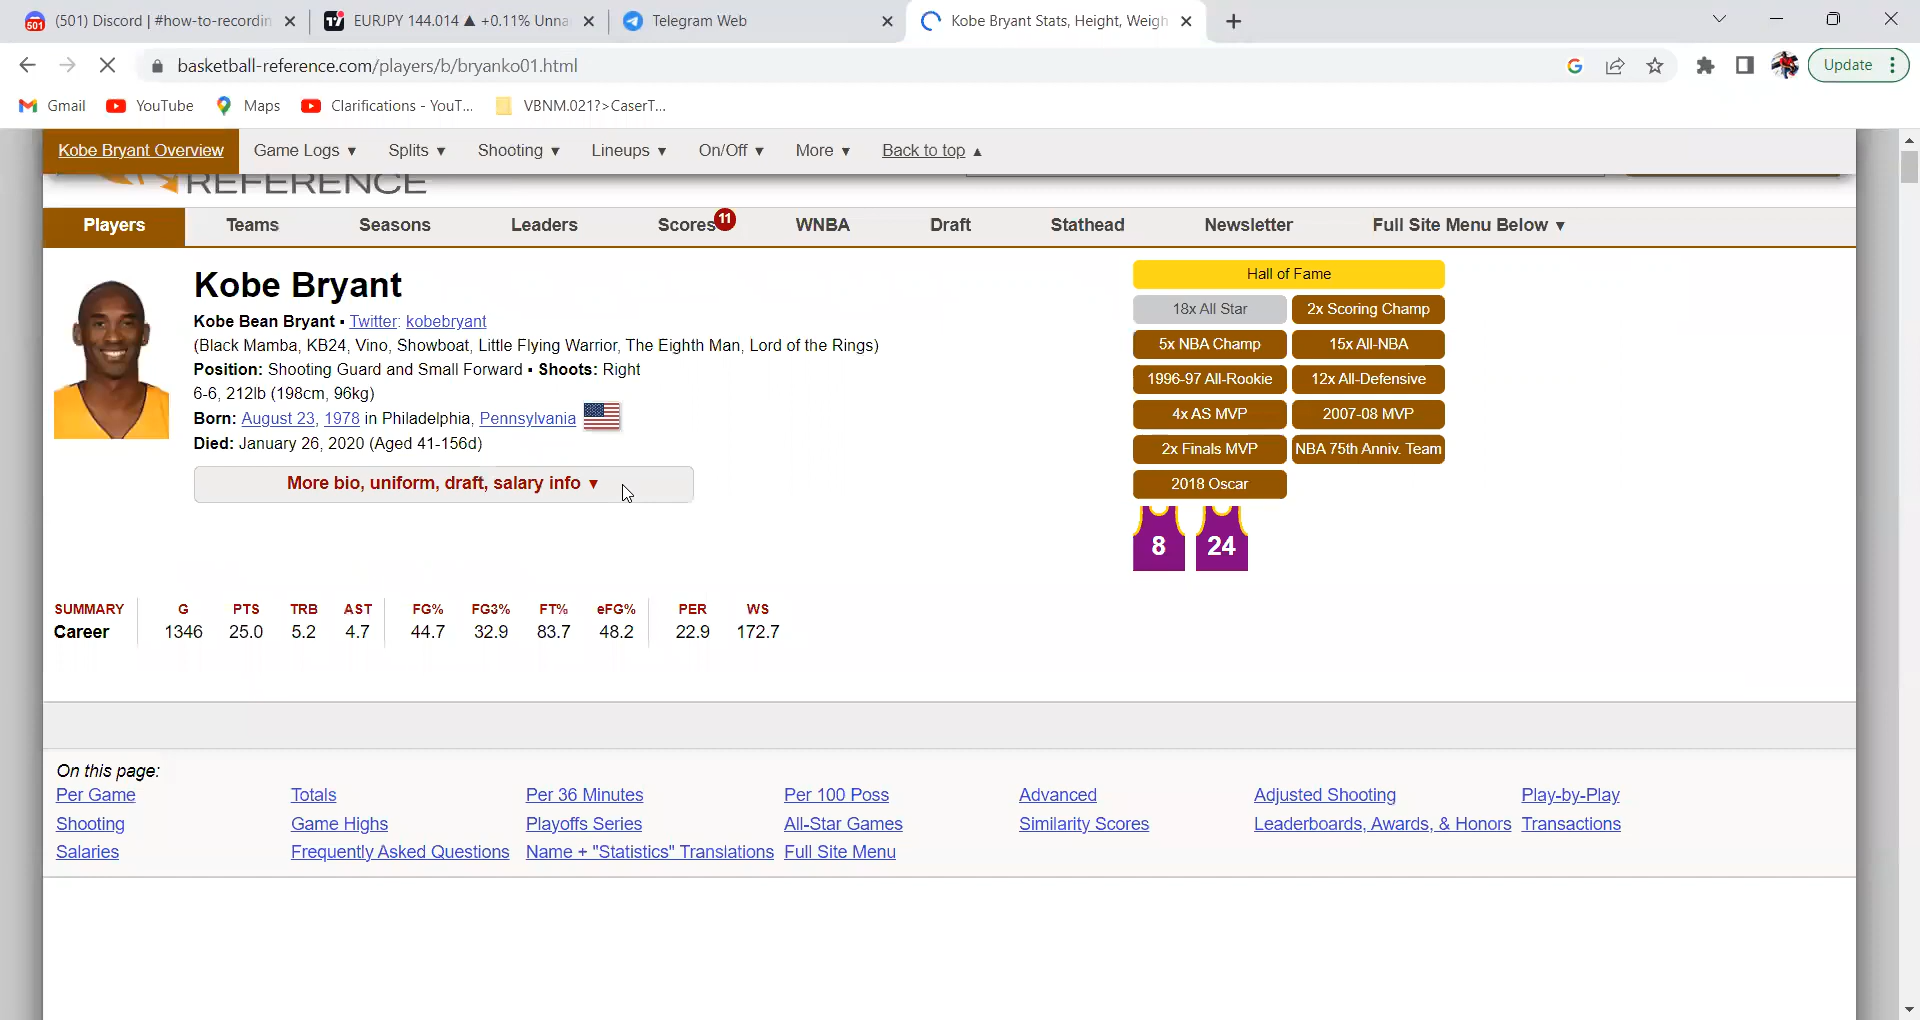 501 (501) Discord | #how-to-recordin
EURJPY 144.014 ▲ +0.11% Unna
Telegram Web
Kobe Bryant Stats, Height, Weigh
basketball-reference.com/players/b/bryanko01.html
Update
Gmail YouTube Maps Clarifications - YouT... VBNM.021?>CaserT...
Kobe Bryant Overview Game Logs ▼ Splits ▼ Shooting ▼ Lineups ▼ On/Off ▼ More ▼ Back to top ▲
REFERENCE
Players Teams Seasons Leaders Scores 11 WNBA Draft Stathead Newsletter Full Site Menu Below ▼
Kobe Bryant
Kobe Bean Bryant ▪ Twitter: kobebryant
(Black Mamba, KB24, Vino, Showboat, Little Flying Warrior, The Eighth Man, Lord of the Rings)
Position: Shooting Guard and Small Forward ▪ Shoots: Right
6-6, 212lb (198cm, 96kg)
Born: August 23, 1978 in Philadelphia, Pennsylvania
Died: January 26, 2020 (Aged 41-156d)
More bio, uniform, draft, salary info ▼
Hall of Fame
18x All Star 2x Scoring Champ
5x NBA Champ 15x All-NBA
1996-97 All-Rookie 12x All-Defensive
4x AS MVP 2007-08 MVP
2x Finals MVP NBA 75th Anniv. Team
2018 Oscar
8 24
SUMMARY G PTS TRB AST FG% FG3% FT% eFG% PER WS
Career 1346 25.0 5.2 4.7 44.7 32.9 83.7 48.2 22.9 172.7
On this page:
Per Game Totals Per 36 Minutes Per 100 Poss Advanced Adjusted Shooting Play-by-Play
Shooting Game Highs Playoffs Series All-Star Games Similarity Scores Leaderboards, Awards, & Honors Transactions
Salaries Frequently Asked Questions Name + "Statistics" Translations Full Site Menu